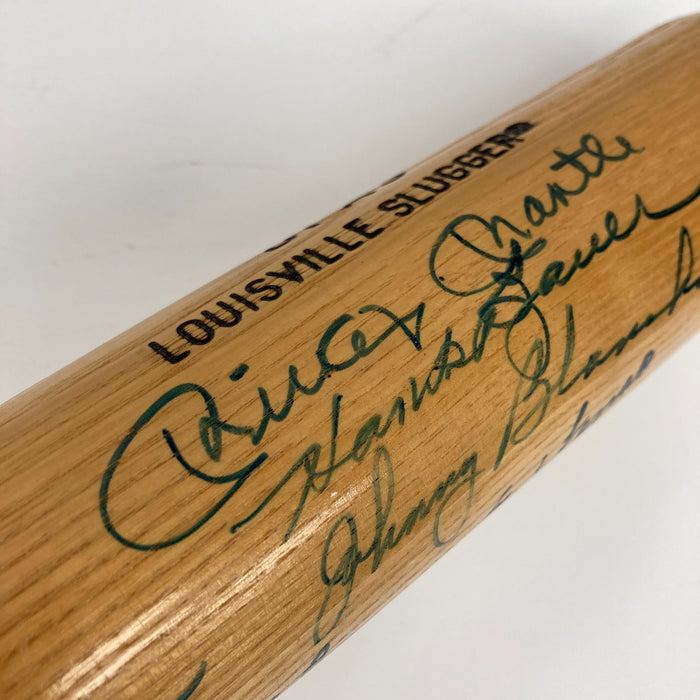 LOUISVILLE SLUGGER®
Mickey Mantle
Hank Bauer
Johnny Blanchard